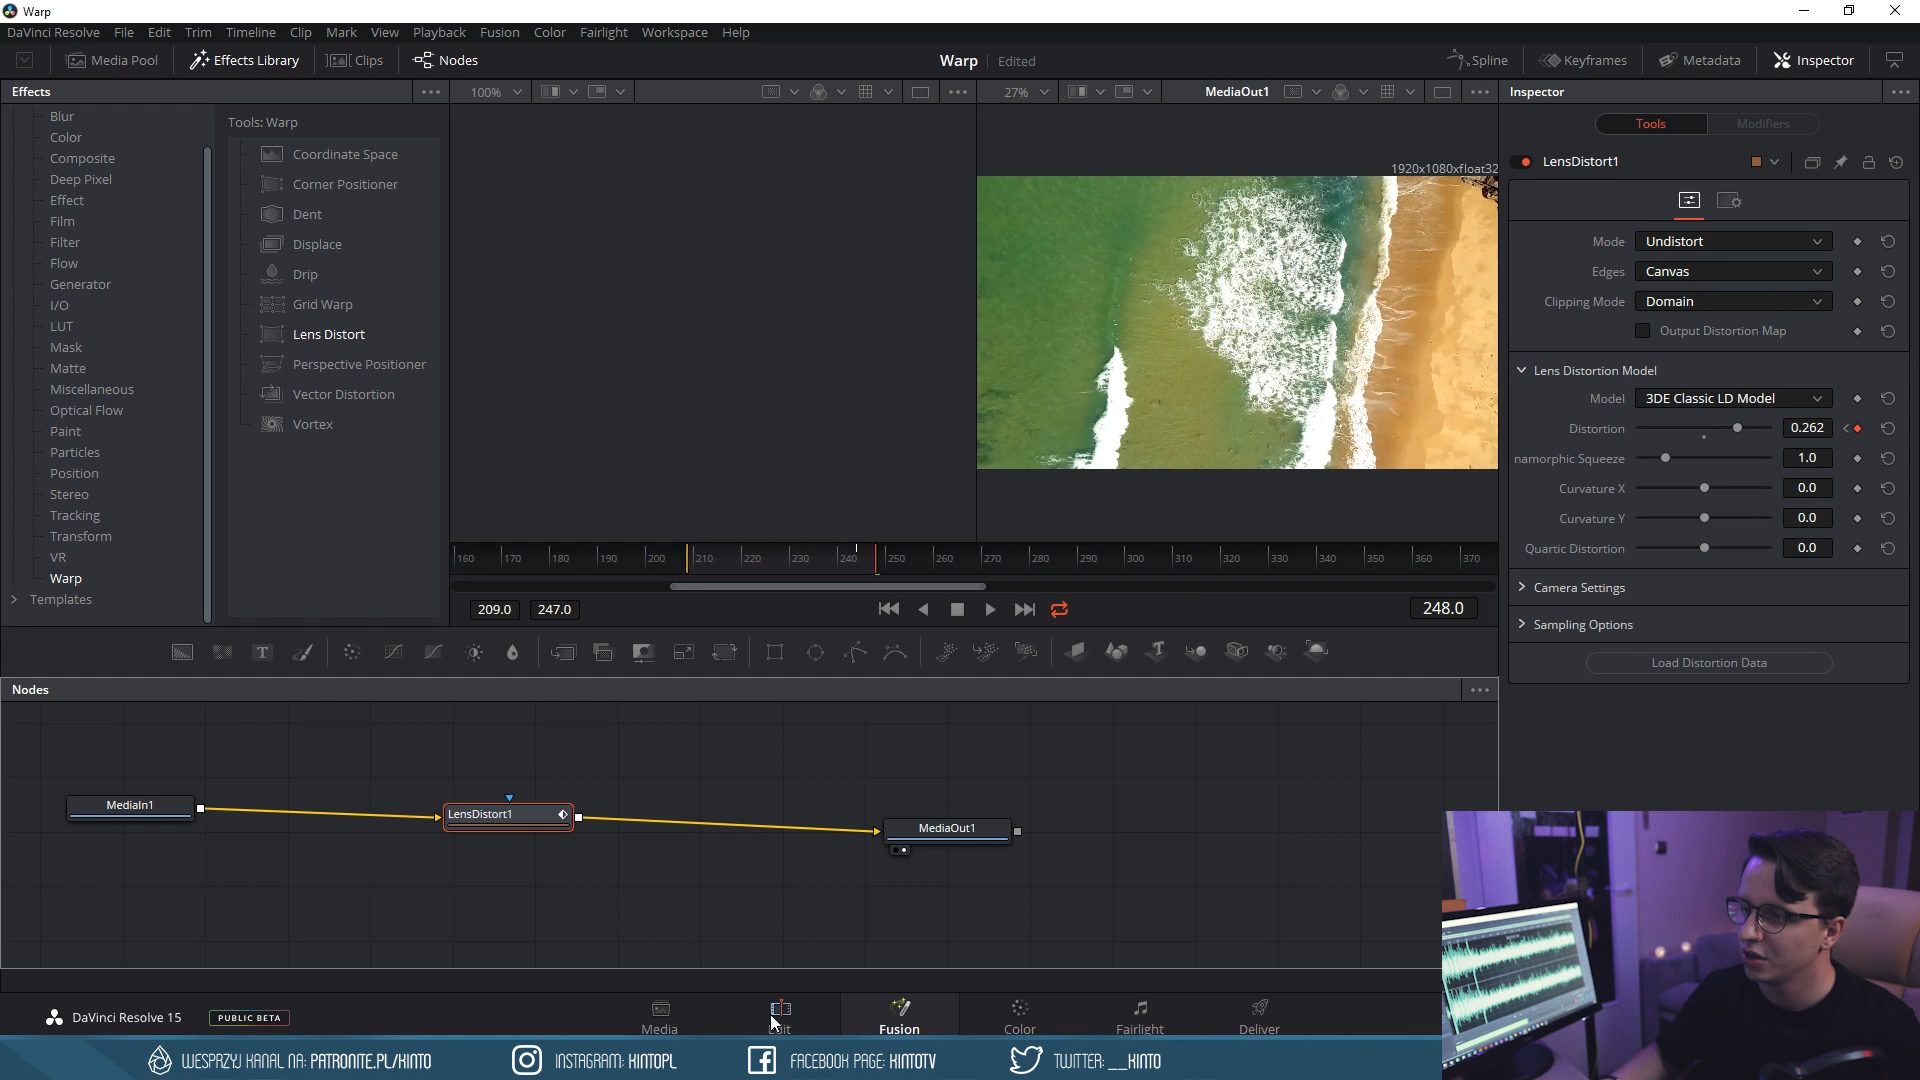 Warp
DaVinci Resolve File Edit Trim Timeline Clip Mark View Playback Fusion Color Fairlight Workspace Help
Media Pool Effects Library Clips Nodes Warp Edited Spline Keyframes Metadata Inspector
Effects 100% 27% MediaOut1 Inspector
Blur
Color
Composite
Deep Pixel
Effect
Film
Filter
Flow
Generator
I/O
LUT
Mask
Matte
Miscellaneous
Optical Flow
Paint
Particles
Position
Stereo
Tracking
Transform
VR
Warp
Templates
Tools: Warp
Coordinate Space
Corner Positioner
Dent
Displace
Drip
Grid Warp
Lens Distort
Perspective Positioner
Vector Distortion
Vortex
1920x1080xfloat32
160 170 180 190 200 210 220 230 240 250 260 270 280 290 300 310 320 330 340 350 360 370
209.0 247.0 248.0
Tools Modifiers
LensDistort1
Mode Undistort
Edges Canvas
Clipping Mode Domain
Output Distortion Map
Lens Distortion Model
Model 3DE Classic LD Model
Distortion 0.262
namorphic Squeeze 1.0
Curvature X 0.0
Curvature Y 0.0
Quartic Distortion 0.0
Camera Settings
Sampling Options
Load Distortion Data
T
Nodes
MediaIn1
LensDistort1
MediaOut1
DaVinci Resolve 15 PUBLIC BETA
Media Edit Fusion Color Fairlight Deliver
WESPRZYJ KANAŁ NA: PATRONITE.PL/KINTO INSTAGRAM: KINTOPL FACEBOOK PAGE: KINTOTV TWITTER: __KINTO